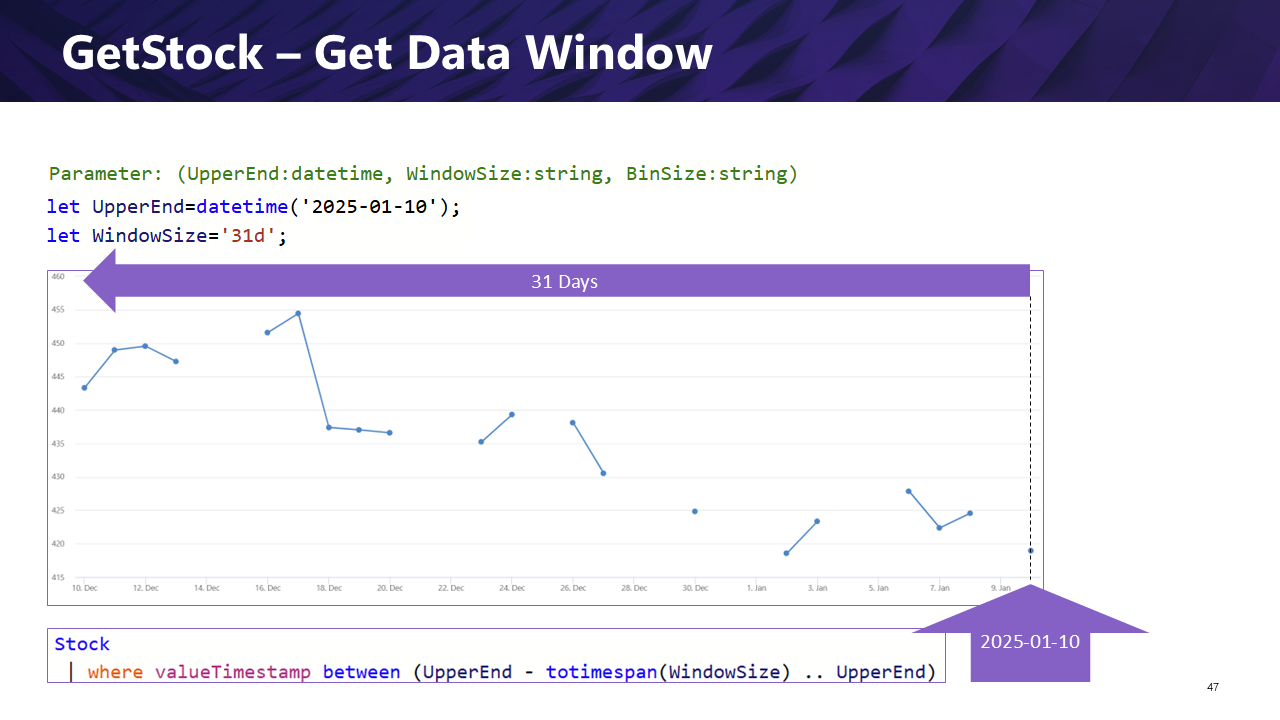 GetStock – Get Data Window
Parameter: (UpperEnd:datetime, WindowSize:string, BinSize:string)
let UpperEnd=datetime('2025-01-10');
let WindowSize='31d';
31 Days
460
455
450
445
440
435
430
425
420
415
10. Dec 12. Dec 14. Dec 16. Dec 18. Dec 20. Dec 22. Dec 24. Dec 26. Dec 28. Dec 30. Dec 1. Jan 3. Jan 5. Jan 7. Jan 9. Jan
2025-01-10
Stock
| where valueTimestamp between (UpperEnd - totimespan(WindowSize) .. UpperEnd)
47